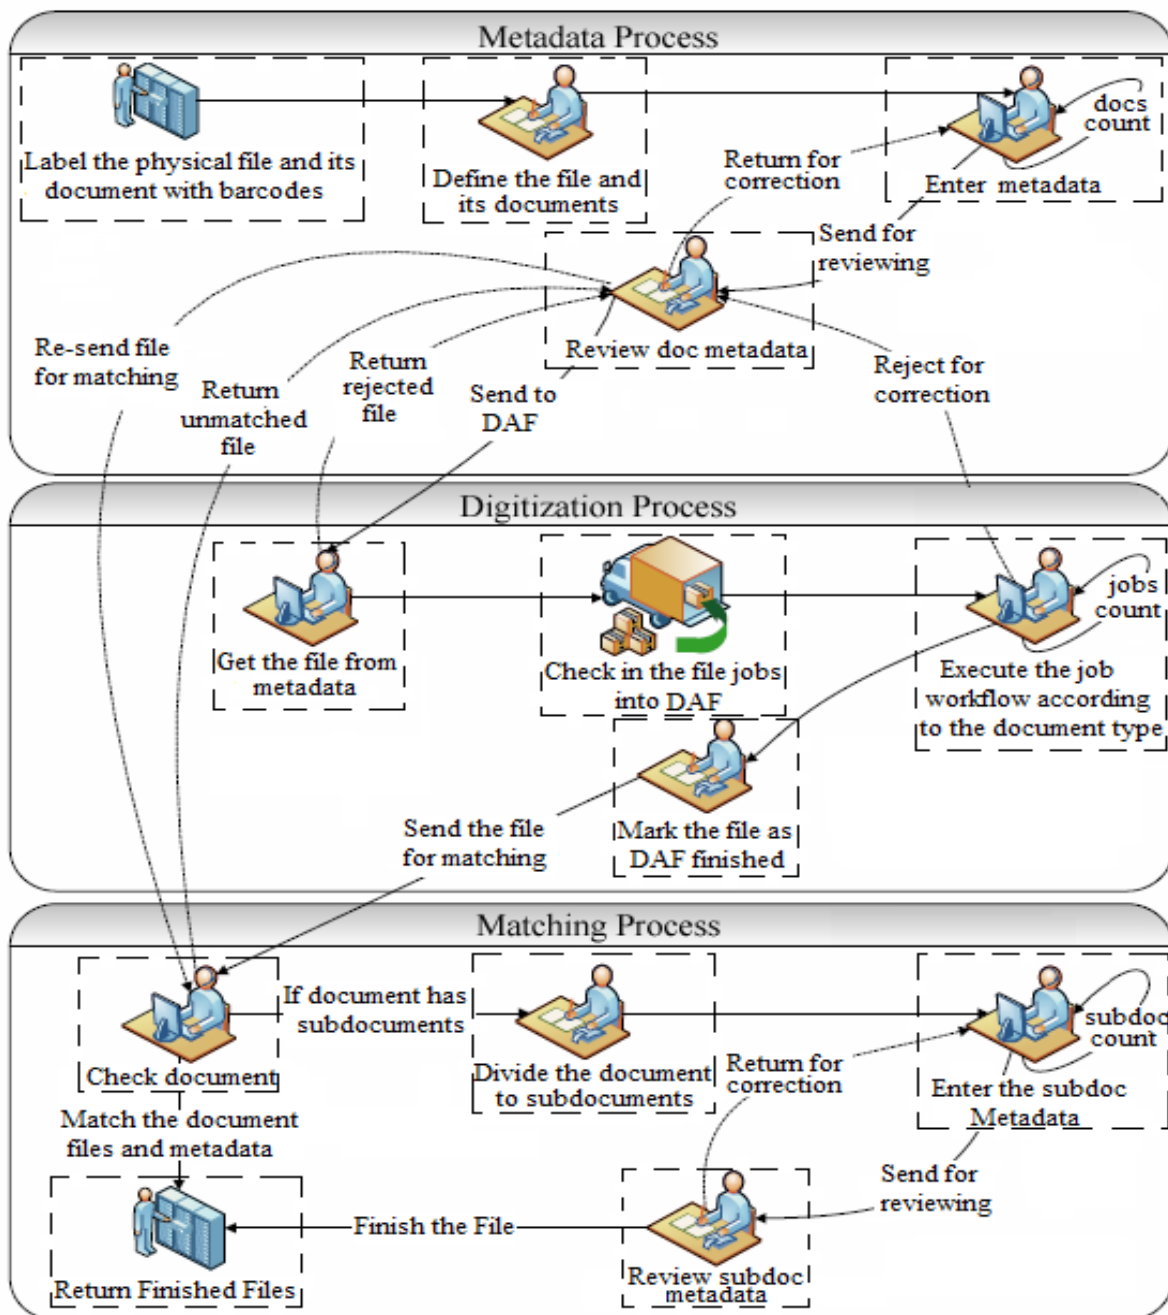 Metadata Process
Label the physical file and its
document with barcodes
Define the file and
its documents
docs
count
Enter metadata
Return for
correction
Send for
reviewing
Review doc metadata
Re-send file
for matching
Return
unmatched
file
Return
rejected
file
Send to
DAF
Reject for
correction
Digitization Process
Get the file from
metadata
Check in the file jobs
into DAF
jobs
count
Execute the job
workflow according
to the document type
Mark the file as
DAF finished
Send the file
for matching
Matching Process
Check document
If document has
subdocuments
Divide the document
to subdocuments
subdoc
count
Enter the subdoc
Metadata
Return for
correction
Send for
reviewing
Match the document
files and metadata
Return Finished Files
Finish the File
Review subdoc
metadata